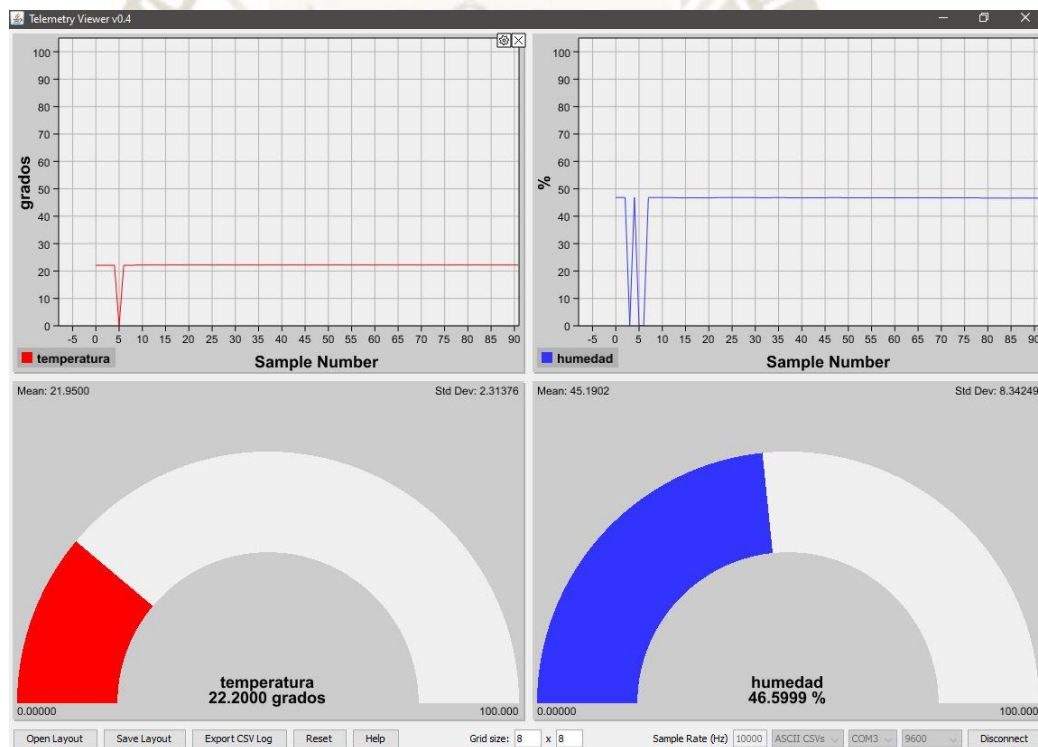 Telemetry Viewer v0.4
100
90
80
70
60
50
40
30
20
10
0
grados
-5 0 5 10 15 20 25 30 35 40 45 50 55 60 65 70 75 80 85 90
temperatura
Sample Number
100
90
80
70
60
50
40
30
20
10
0
%
-5 0 5 10 15 20 25 30 35 40 45 50 55 60 65 70 75 80 85 90
humedad
Sample Number
Mean: 21.9500 Std Dev: 2.31376
temperatura
22.2000 grados
0.00000 100.000
Mean: 45.1902 Std Dev: 8.34249
humedad
46.5999 %
0.00000 100.000
Open Layout Save Layout Export CSV Log Reset Help Grid size: 8 x 8 Sample Rate (Hz) 10000 ASCII CSVs COM3 9600 Disconnect